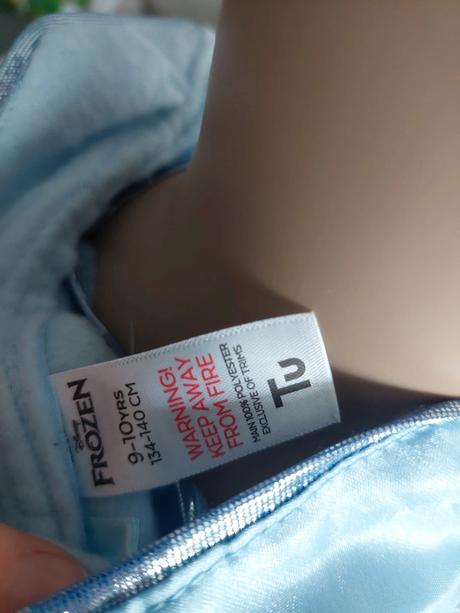 Disney
FROZEN
9-10YRS
134-140 CM
WARNING!
KEEP AWAY
FROM FIRE
MAIN 100% POLYESTER
EXCLUSIVE OF TRIMS
Tu